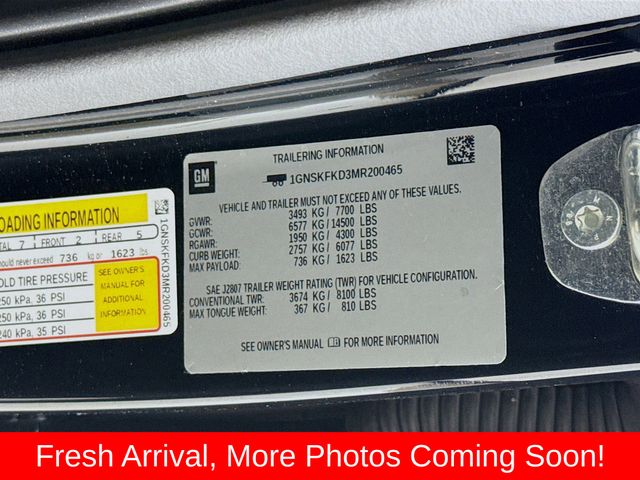 GM
TRAILERING INFORMATION
1GNSKFKD3MR200465
VEHICLE AND TRAILER MUST NOT EXCEED ANY OF THESE VALUES.
GVWR: 3493 KG/ 7700 LBS
GCWR: 6577 KG/ 14500 LBS
RGAWR: 1950 KG/ 4300 LBS
CURB WEIGHT: 2757 KG/ 6077 LBS
MAX PAYLOAD: 736 KG/ 1623 LBS
SAE J2807 TRAILER WEIGHT RATING (TWR) FOR VEHICLE CONFIGURATION.
CONVENTIONAL TWR: 3674 KG/ 8100 LBS
MAX TONGUE WEIGHT: 367 KG/ 810 LBS
SEE OWNER'S MANUAL FOR MORE INFORMATION
OADING INFORMATION
TAL 7 FRONT 2 REAR 5
hould never exceed 736 kg or 1623 lbs
OLD TIRE PRESSURE
250 kPa, 36 PSI
250 kPa, 36 PSI
240 kPa, 35 PSI
SEE OWNER'S
MANUAL FOR
ADDITIONAL
INFORMATION
1GNSKFKD3MR200465
Fresh Arrival, More Photos Coming Soon!